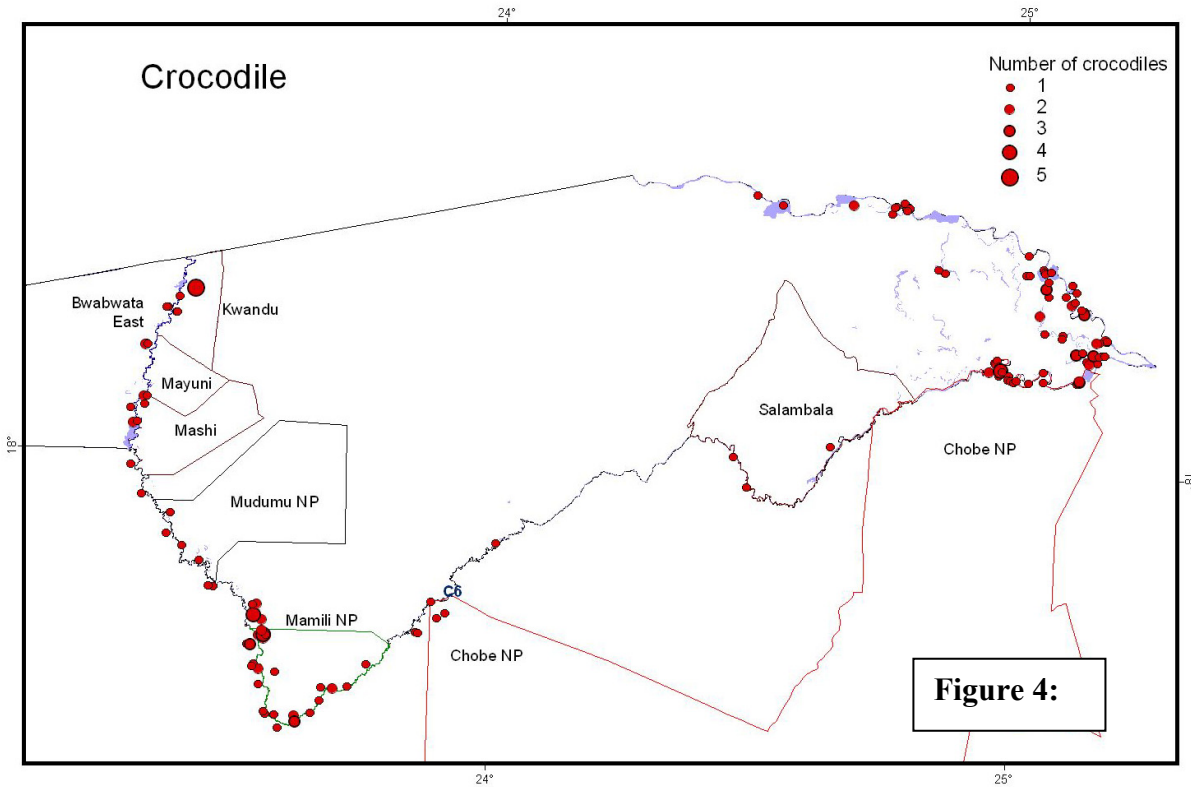 24°
25°
Crocodile
Number of crocodiles
1
2
3
4
5
Bwabwata
East
Kwandu
Mayuni
Mashi
Salambala
18°
Chobe NP
Mudumu NP
C6
Mamili NP
Chobe NP
Figure 4:
24°
25°